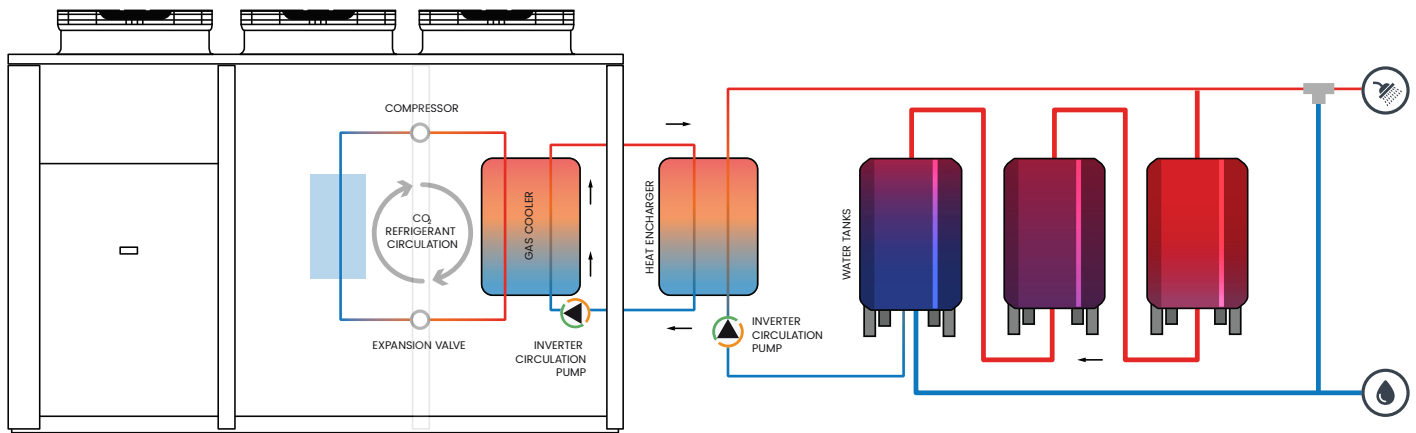 COMPRESSOR
CO2
REFRIGERANT
CIRCULATION
EXPANSION VALVE
GAS COOLER
INVERTER
CIRCULATION
PUMP
HEAT ENCHARGER
INVERTER
CIRCULATION
PUMP
WATER TANKS